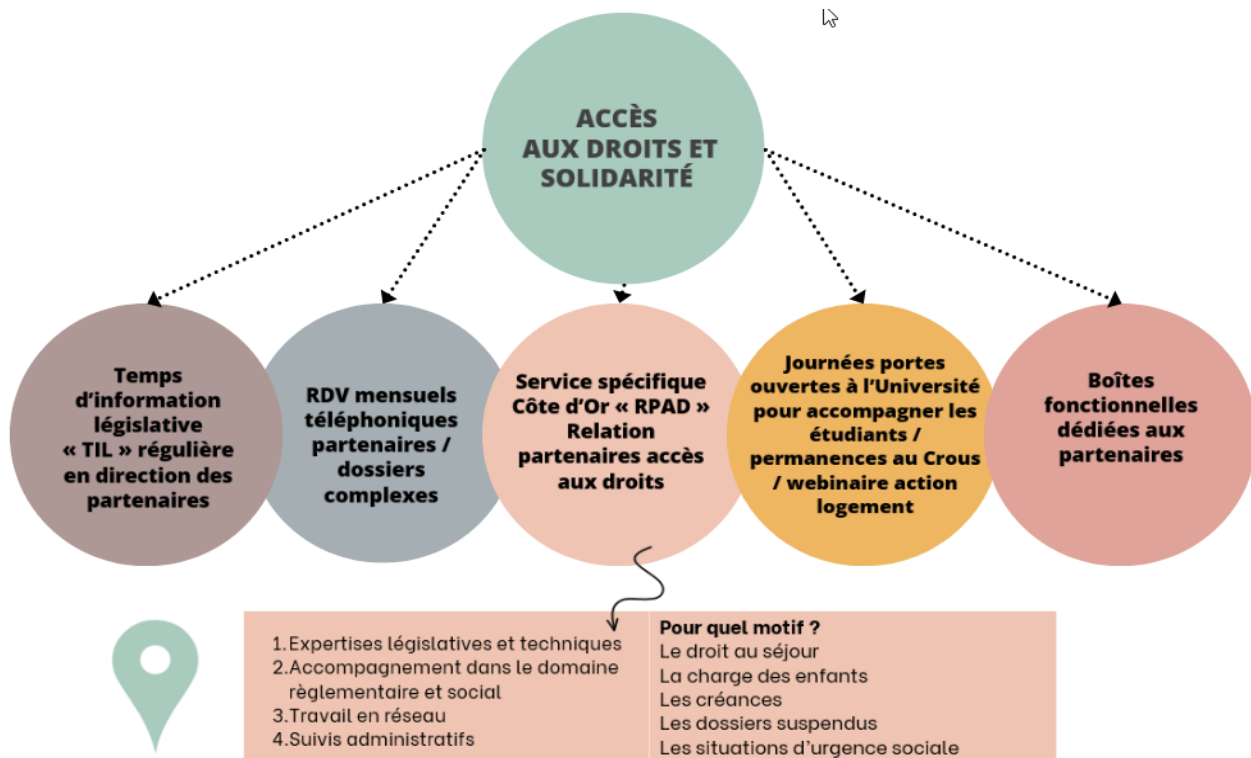 ACCÈS
AUX DROITS ET
SOLIDARITÉ
Temps
d’information
législative
« TIL » régulière
en direction des
partenaires
RDV mensuels
téléphoniques
partenaires /
dossiers
complexes
Service spécifique
Côte d’Or « RPAD »
Relation
partenaires accès
aux droits
Journées portes
ouvertes à l’Université
pour accompagner les
étudiants /
permanences au Crous
/ webinaire action
logement
Boîtes
fonctionnelles
dédiées aux
partenaires
1.Expertises législatives et techniques
2.Accompagnement dans le domaine
règlementaire et social
3.Travail en réseau
4.Suivis administratifs
Pour quel motif ?
Le droit au séjour
La charge des enfants
Les créances
Les dossiers suspendus
Les situations d’urgence sociale